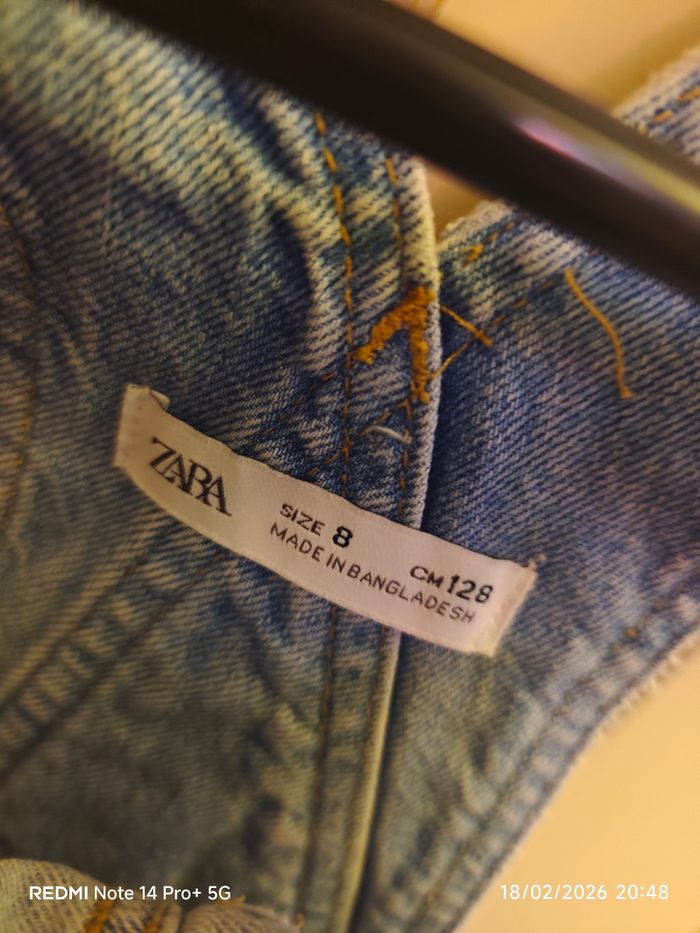 ZARA
SIZE 8 CM 128
MADE IN BANGLADESH
REDMI Note 14 Pro+ 5G
18/02/2026 20:48